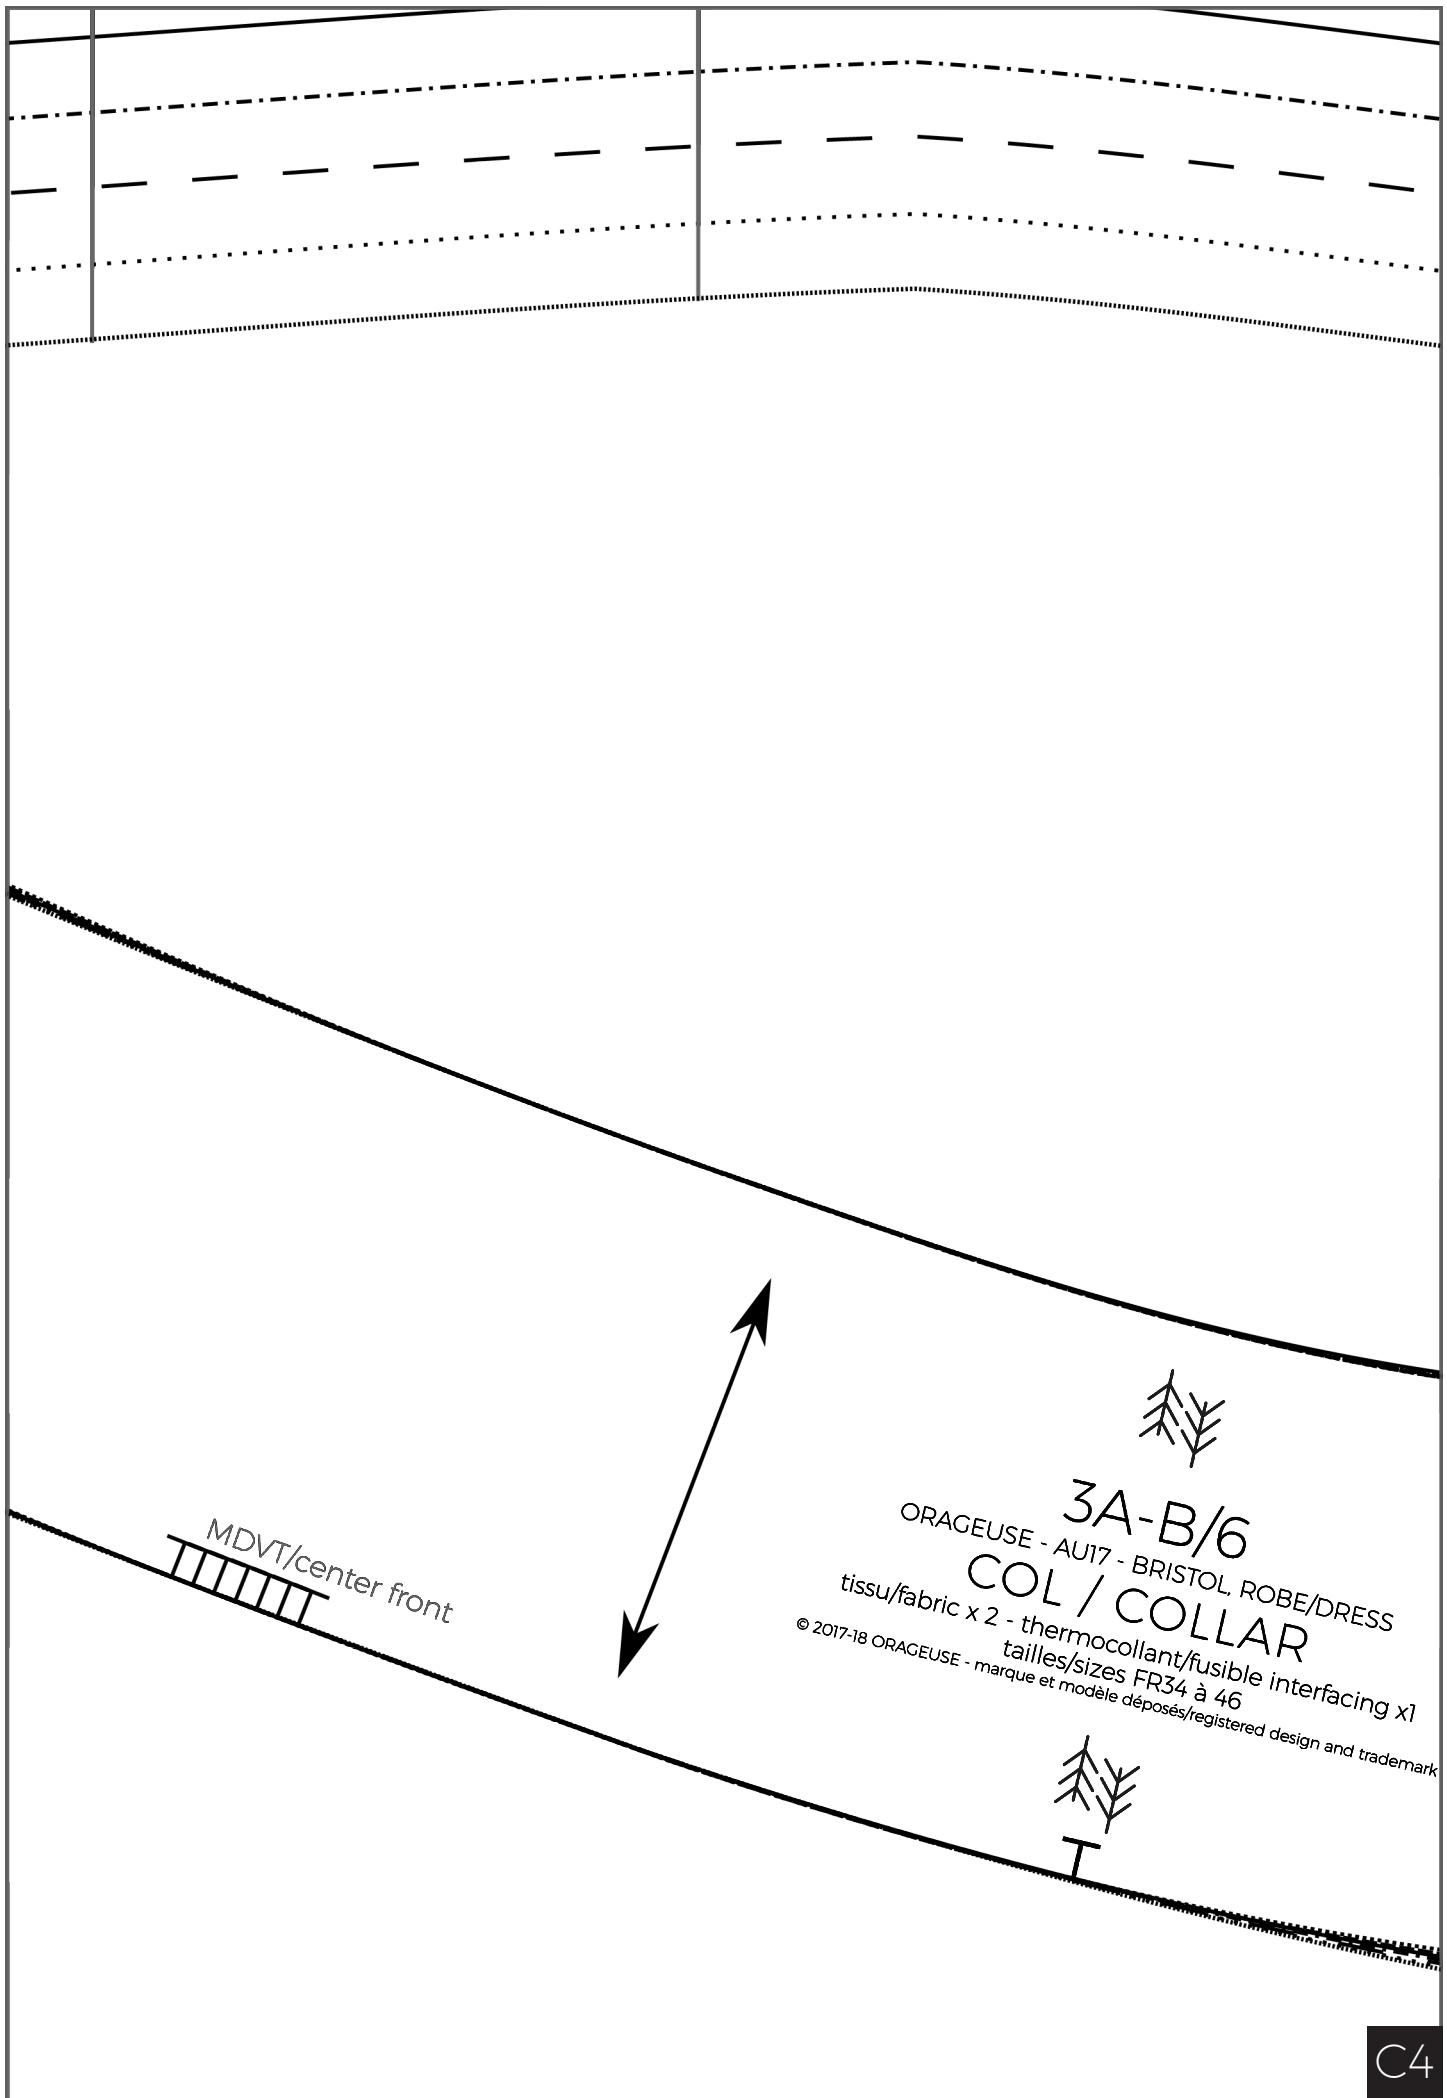 MDVT/center front
3A-B/6
ORAGEUSE - AU17 - BRISTOL, ROBE/DRESS
COL / COLLAR
tissu/fabric x 2 - thermocollant/fusible interfacing x1
tailles/sizes FR34 à 46
© 2017-18 ORAGEUSE - marque et modèle déposés/registered design and trademark
C4